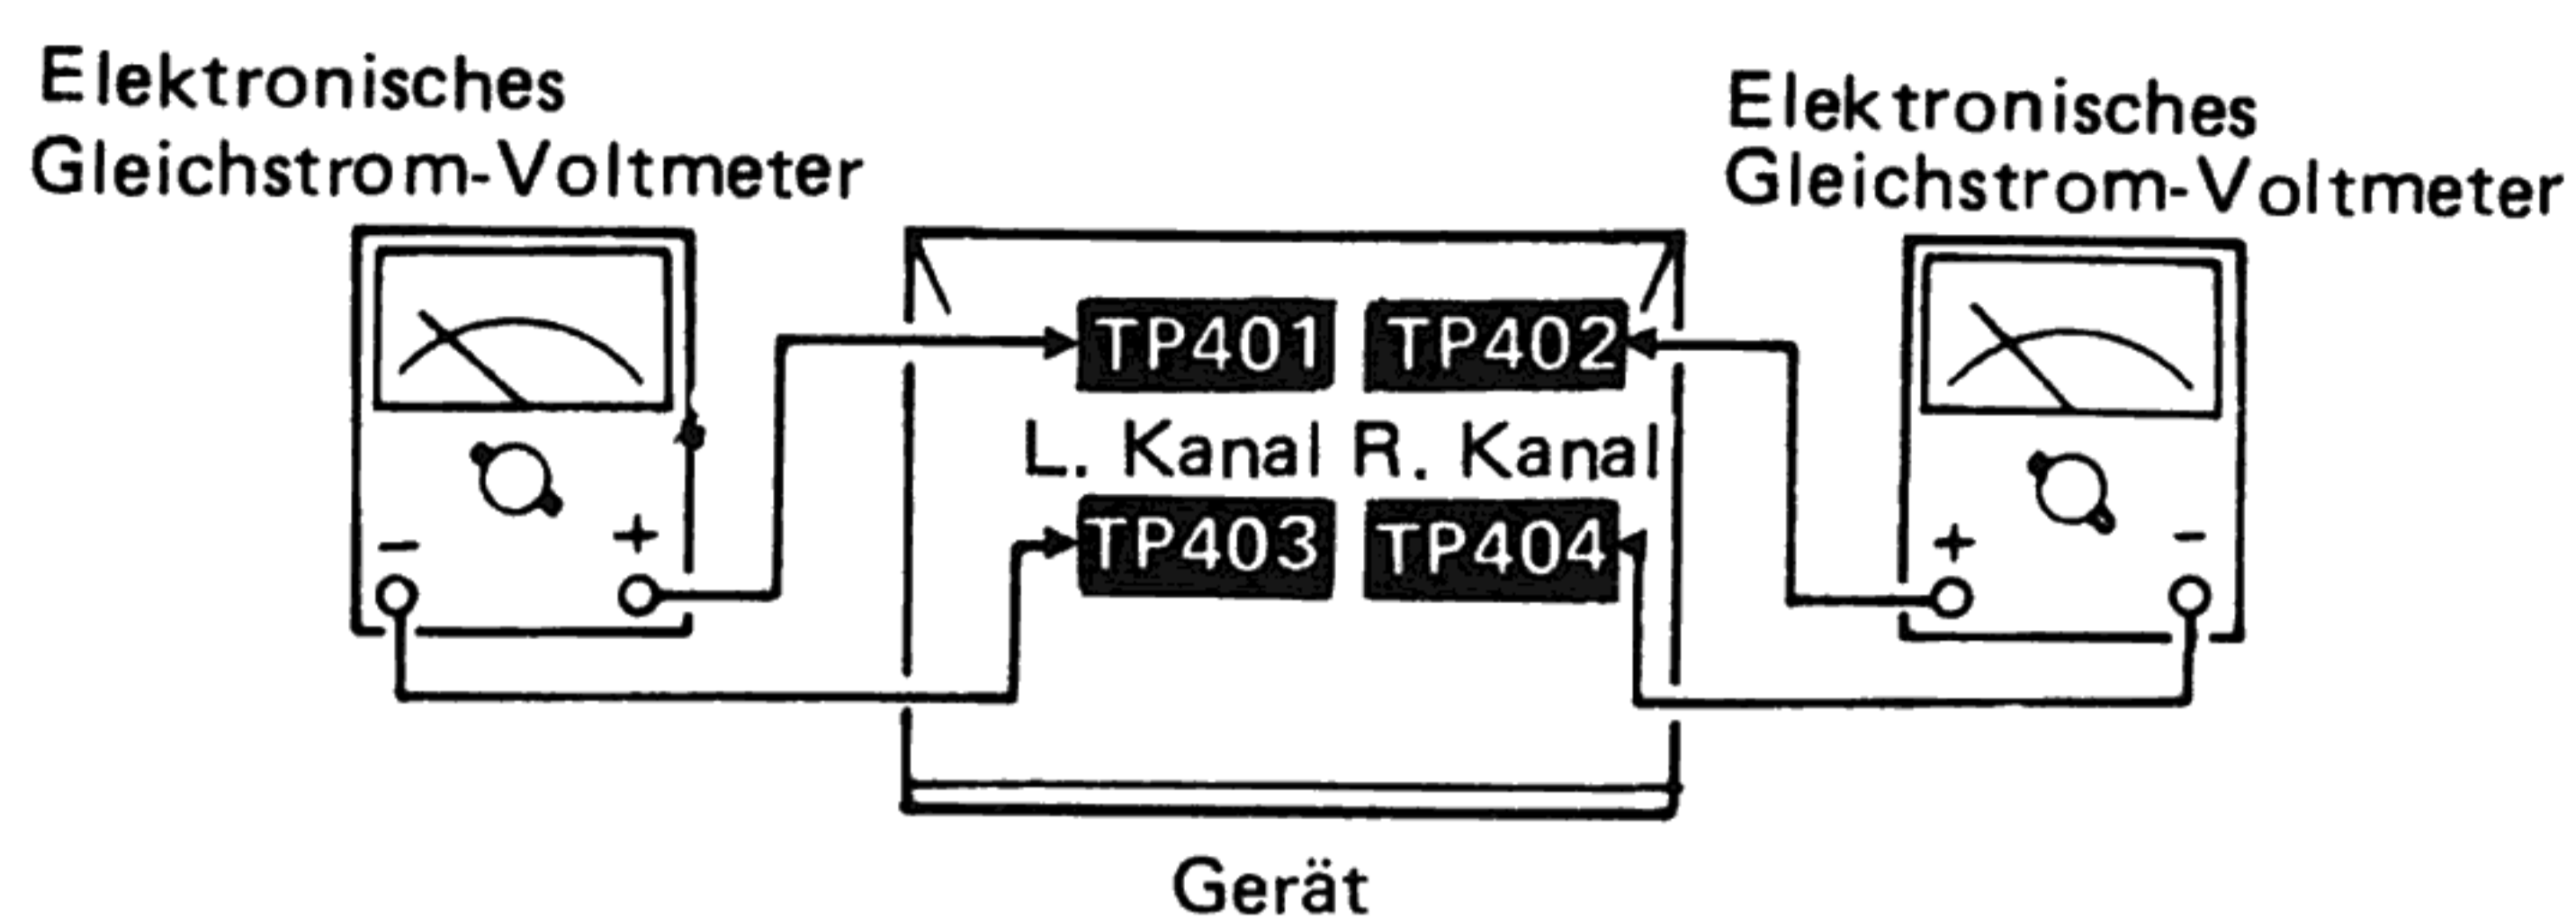 Elektronisches
Gleichstrom-Voltmeter
Elektronisches
Gleichstrom-Voltmeter
TP401 TP402
L. Kanal R. Kanal
TP403 TP404
- +
+ -
Gerät